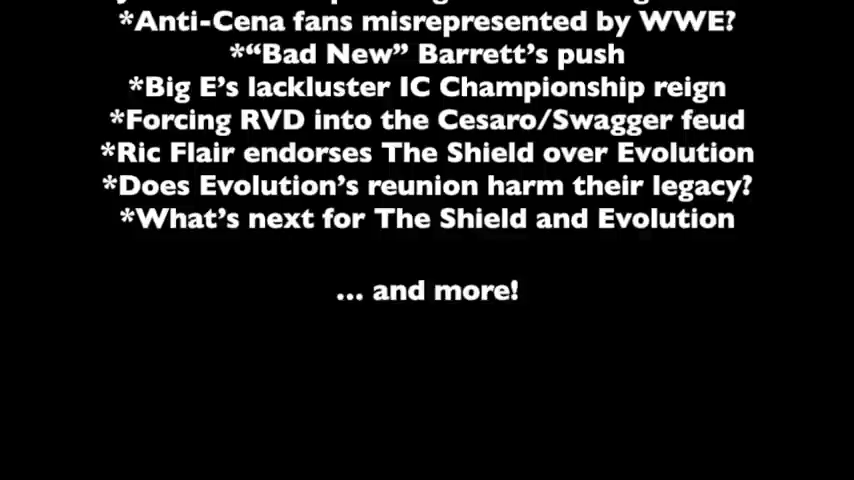 *Anti-Cena fans misrepresented by WWE?
*“Bad New” Barrett’s push
*Big E’s lackluster IC Championship reign
*Forcing RVD into the Cesaro/Swagger feud
*Ric Flair endorses The Shield over Evolution
*Does Evolution’s reunion harm their legacy?
*What’s next for The Shield and Evolution
... and more!